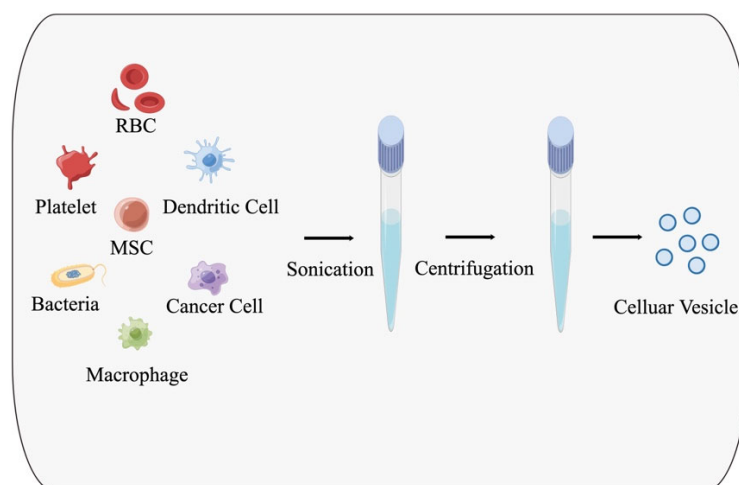 RBC
Platelet
Dendritic Cell
MSC
Bacteria
Cancer Cell
Macrophage
Sonication
Centrifugation
Celluar Vesicle